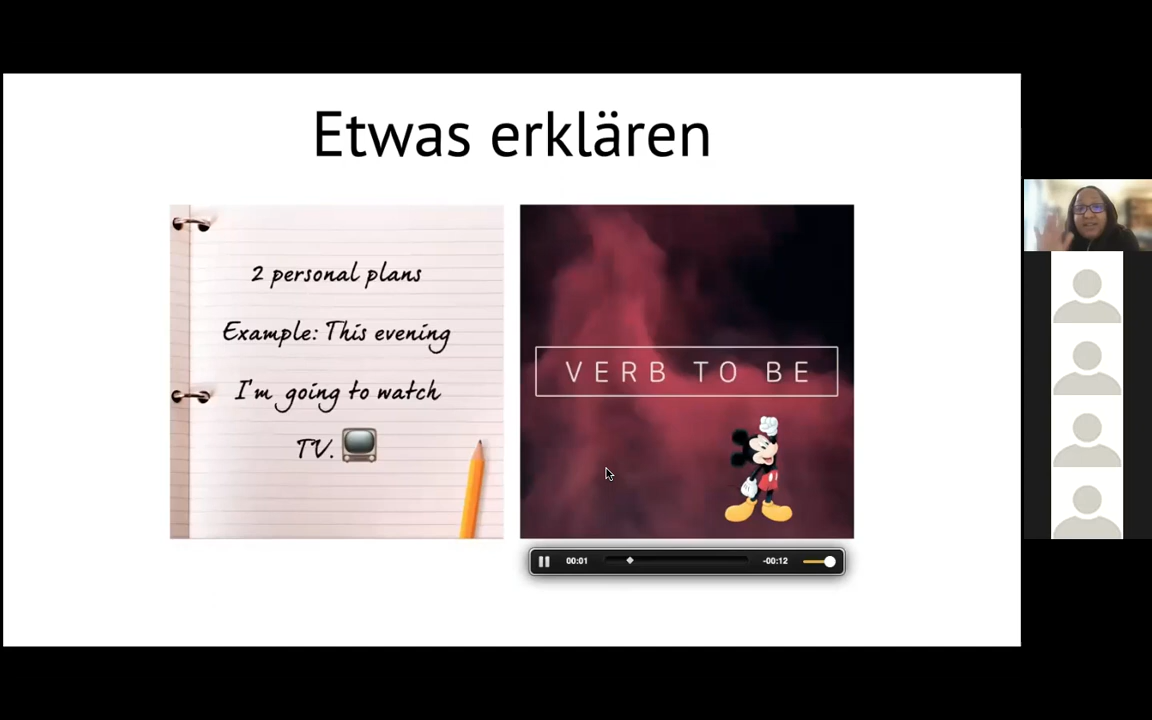 Etwas erklären
2 personal plans
Example: This evening
I'm going to watch
TV.
VERB TO BE
00:01
-00:12